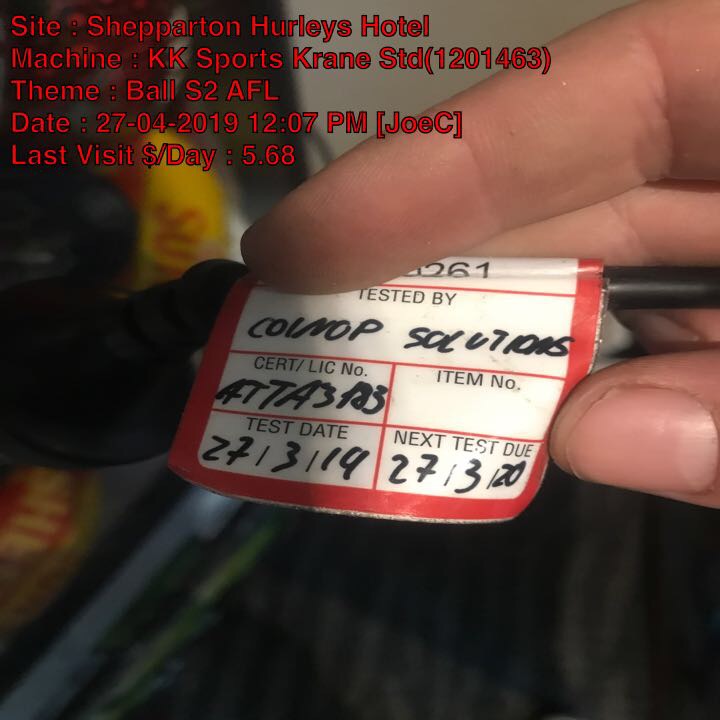 Site : Shepparton Hurleys Hotel
Machine : KK Sports Krane Std(1201463)
Theme : Ball S2 AFL
Date : 27-04-2019 12:07 PM [JoeC]
Last Visit $/Day : 5.68
261
TESTED BY
COINOP SOLUTIONS
CERT/ LIC No.
ITEM No.
TEST DATE
NEXT TEST DUE
27/3/19
27/3/20